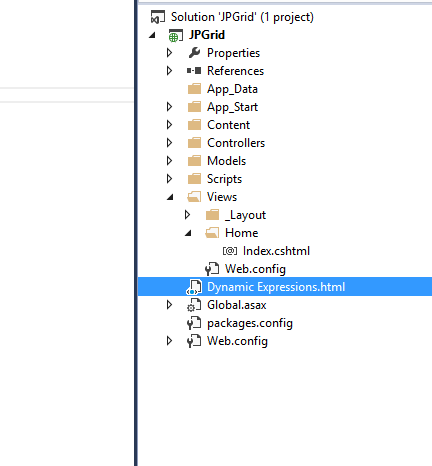 Solution 'JPGrid' (1 project)
JPGrid
Properties
References
App_Data
App_Start
Content
Controllers
Models
Scripts
Views
_Layout
Home
Index.cshtml
Web.config
Dynamic Expressions.html
Global.asax
packages.config
Web.config